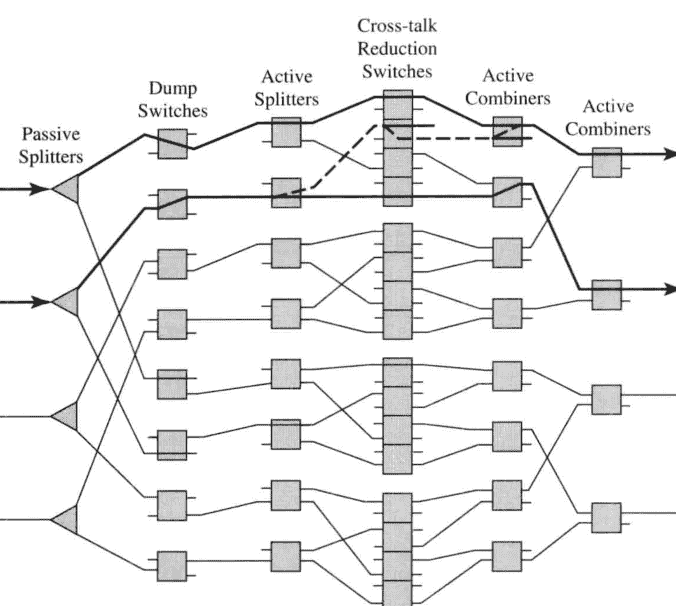 Cross-talk
Reduction
Switches
Active
Splitters
Active
Combiners
Dump
Switches
Active
Combiners
Passive
Splitters